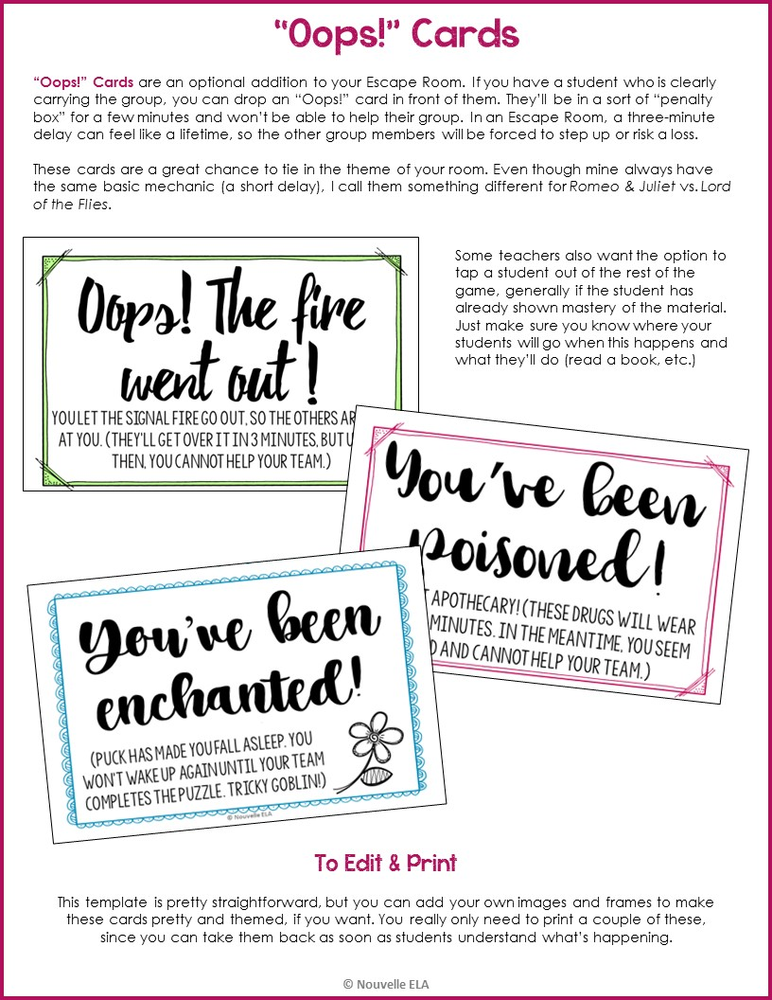 “Oops!” Cards
“Oops!” Cards are an optional addition to your Escape Room. If you have a student who is clearly
carrying the group, you can drop an “Oops!” card in front of them. They’ll be in a sort of “penalty
box” for a few minutes and won’t be able to help their group. In an Escape Room, a three-minute
delay can feel like a lifetime, so the other group members will be forced to step up or risk a loss.
These cards are a great chance to tie in the theme of your room. Even though mine always have
the same basic mechanic (a short delay), I call them something different for Romeo & Juliet vs. Lord
of the Flies.
Some teachers also want the option to
tap a student out of the rest of the
game, generally if the student has
already shown mastery of the material.
Just make sure you know where your
students will go when this happens and
what they’ll do (read a book, etc.)
Oops! The fire
went out!
YOU LET THE SIGNAL FIRE GO OUT, SO THE OTHERS
AT YOU. (THEY'LL GET OVER IT IN 3 MINUTES, BUT
THEN, YOU CANNOT HELP YOUR TEAM.)
You've been
poisoned!
APOTHECARY! (THESE DRUGS WILL WEAR
MINUTES. IN THE MEANTIME, YOU SEEM
AND CANNOT HELP YOUR TEAM.)
You've been
enchanted!
(PUCK HAS MADE YOU FALL ASLEEP. YOU
WON'T WAKE UP AGAIN UNTIL YOUR TEAM
COMPLETES THE PUZZLE. TRICKY GOBLIN!)
© Nouvelle ELA
To Edit & Print
This template is pretty straightforward, but you can add your own images and frames to make
these cards pretty and themed, if you want. You really only need to print a couple of these,
since you can take them back as soon as students understand what’s happening.
© Nouvelle ELA